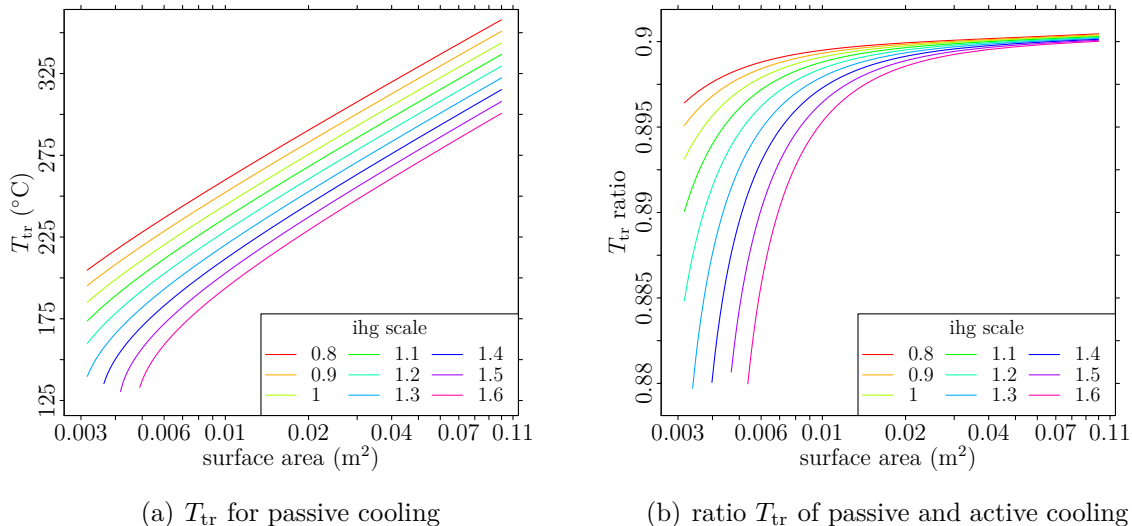 325
275
225
175
125
T_tr (°C)
ihg scale
0.8 1.1 1.4
0.9 1.2 1.5
1 1.3 1.6
0.003 0.006 0.01 0.02 0.04 0.07 0.11
surface area (m²)
(a) T_tr for passive cooling
0.9
0.895
0.89
0.885
0.88
T_tr ratio
ihg scale
0.8 1.1 1.4
0.9 1.2 1.5
1 1.3 1.6
0.003 0.006 0.01 0.02 0.04 0.07 0.11
surface area (m²)
(b) ratio T_tr of passive and active cooling